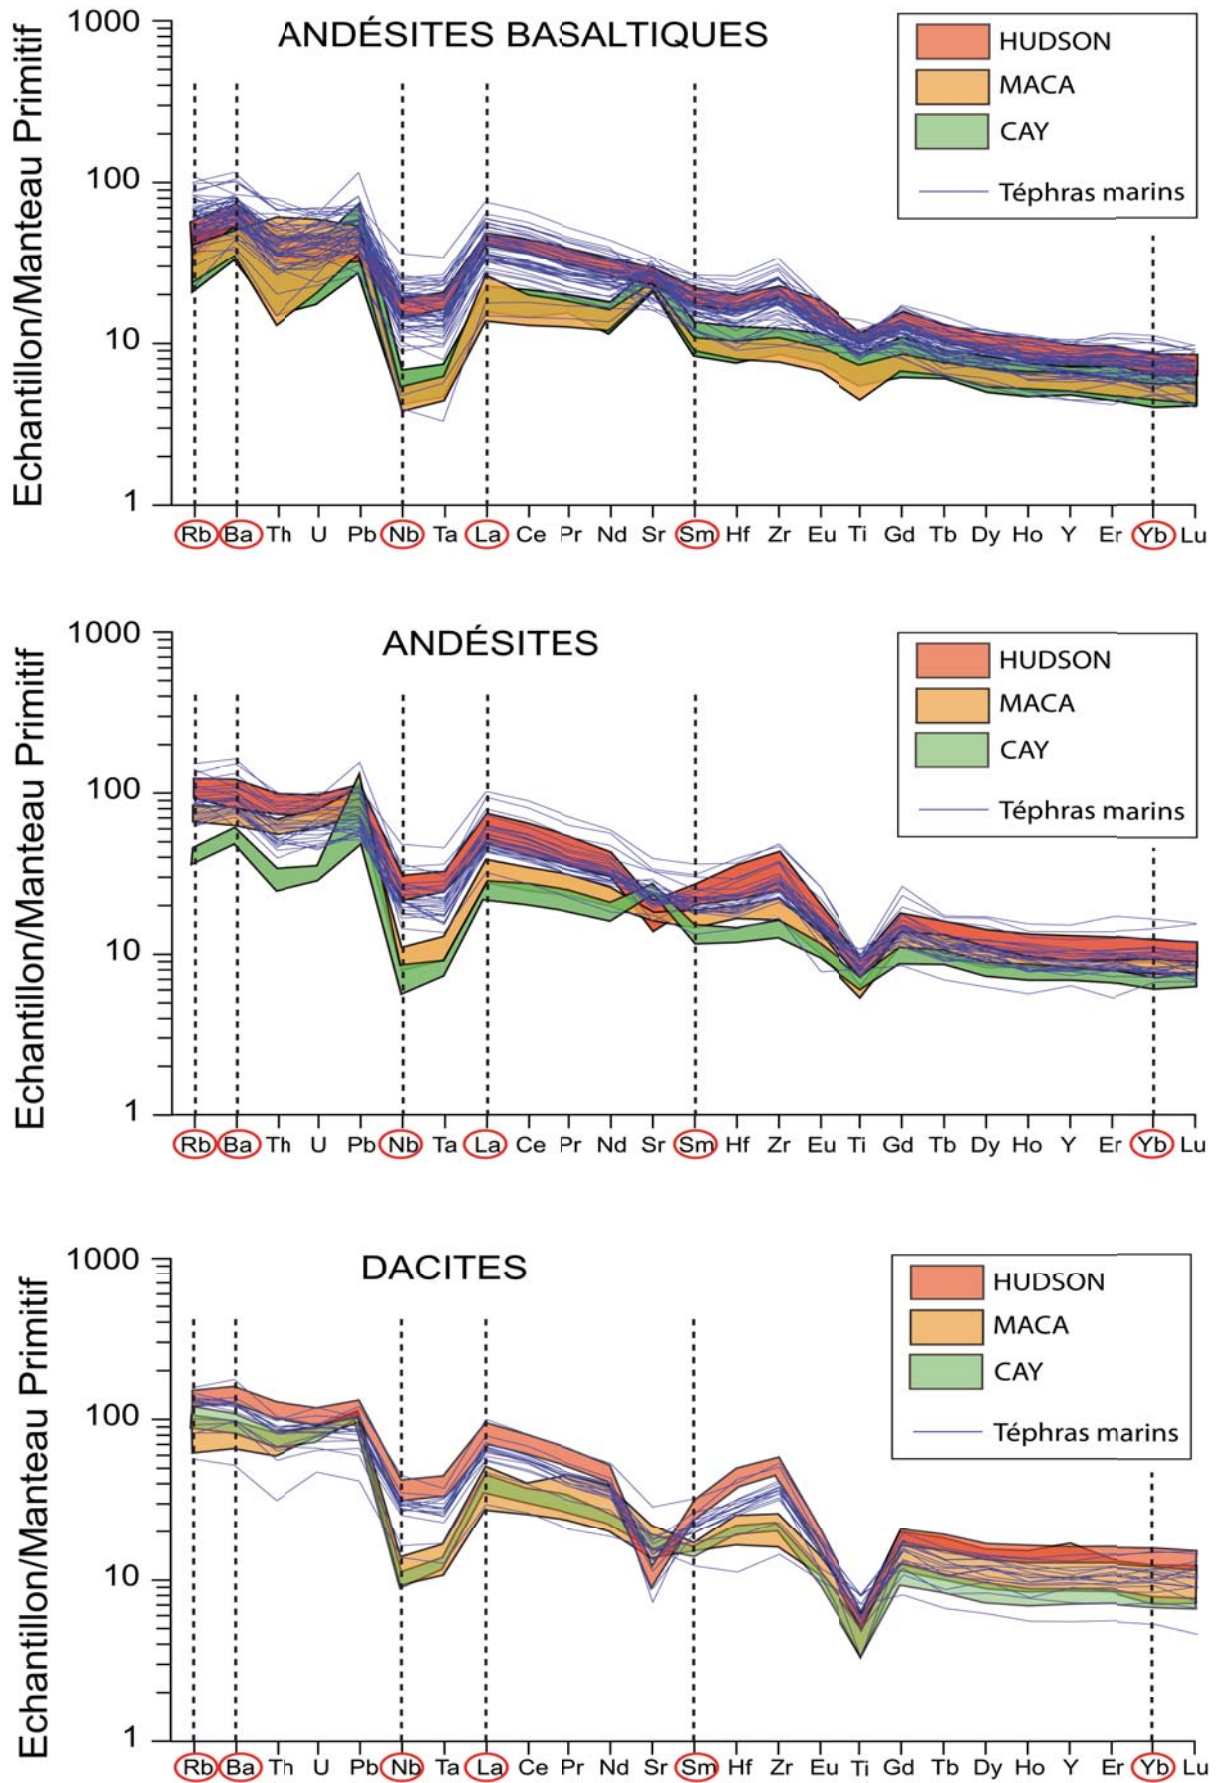 ANDÉSITES BASALTIQUES
Echantillon/Manteau Primitif
1000
100
10
1
HUDSON
MACA
CAY
Téphras marins
Rb Ba Th U Pb Nb Ta La Ce Pr Nd Sr Sm Hf Zr Eu Ti Gd Tb Dy Ho Y Er Yb Lu
ANDÉSITES
Echantillon/Manteau Primitif
1000
100
10
1
HUDSON
MACA
CAY
Téphras marins
Rb Ba Th U Pb Nb Ta La Ce Pr Nd Sr Sm Hf Zr Eu Ti Gd Tb Dy Ho Y Er Yb Lu
DACITES
Echantillon/Manteau Primitif
1000
100
10
1
HUDSON
MACA
CAY
Téphras marins
Rb Ba Th U Pb Nb Ta La Ce Pr Nd Sr Sm Hf Zr Eu Ti Gd Tb Dy Ho Y Er Yb Lu